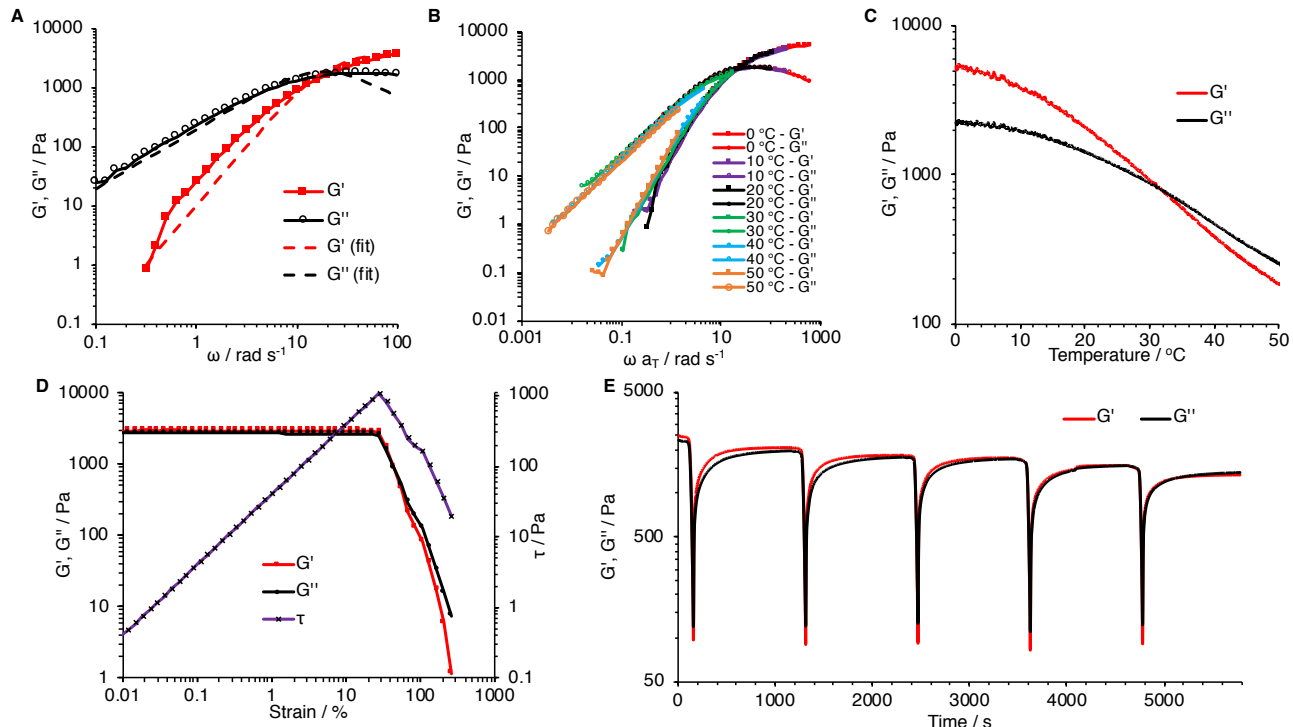 A
G', G" / Pa
10000
1000
100
10
1
0.1
0.1
1
10
100
ω / rad s-1
G'
G''
G' (fit)
G" (fit)
B
G', G" / Pa
10000
1000
100
10
1
0.1
0.01
0.001
0.1
10
1000
ω aT / rad s-1
0 °C - G'
0 °C - G"
10 °C - G'
10 °C - G"
20 °C - G'
20 °C - G"
30 °C - G'
30 °C - G"
40 °C - G'
40 °C - G"
50 °C - G'
50 °C - G"
C
G', G" / Pa
10000
1000
100
0
10
20
30
40
50
Temperature / °C
G'
G''
D
G', G" / Pa
10000
1000
100
10
1
0.01
0.1
1
10
100
1000
Strain / %
1000
100
10
1
0.1
τ / Pa
G'
G''
τ
E
G', G" / Pa
5000
500
50
0
1000
2000
3000
4000
5000
Time / s
G'
G''